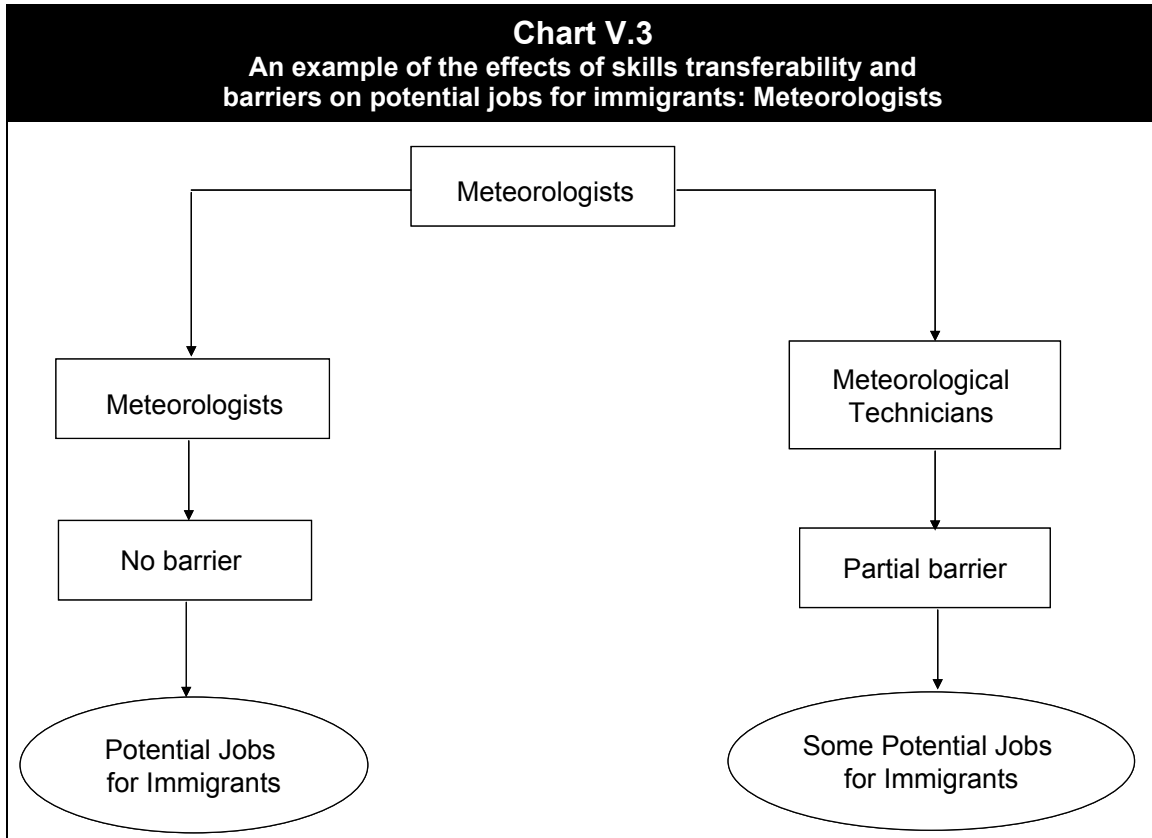 Chart V.3
An example of the effects of skills transferability and
barriers on potential jobs for immigrants: Meteorologists
Meteorologists
Meteorologists
Meteorological
Technicians
No barrier
Partial barrier
Potential Jobs
for Immigrants
Some Potential Jobs
for Immigrants